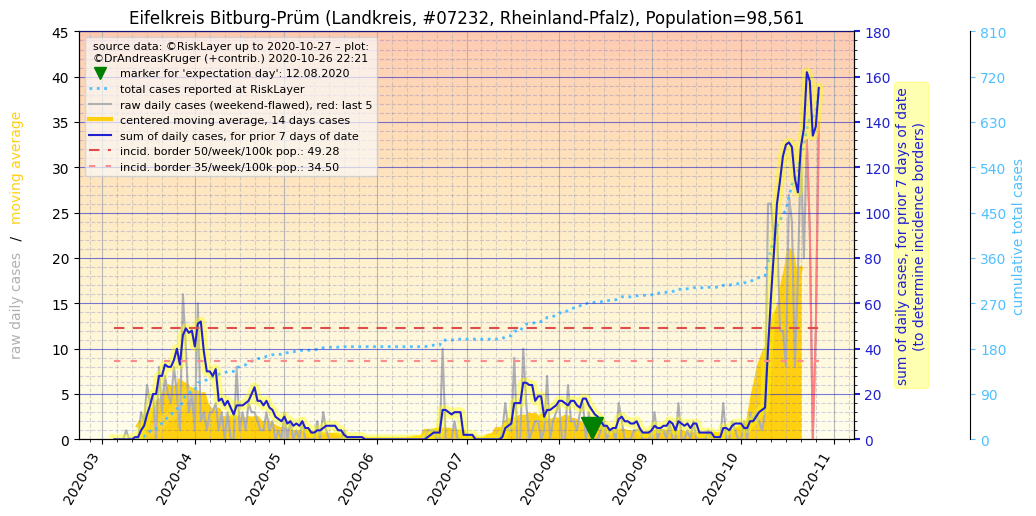 Eifelkreis Bitburg-Prüm (Landkreis, #07232, Rheinland-Pfalz), Population=98,561
source data: ©RiskLayer up to 2020-10-27 – plot:
©DrAndreasKruger (+contrib.) 2020-10-26 22:21
marker for 'expectation day': 12.08.2020
total cases reported at RiskLayer
raw daily cases (weekend-flawed), red: last 5
centered moving average, 14 days cases
sum of daily cases, for prior 7 days of date
incid. border 50/week/100k pop.: 49.28
incid. border 35/week/100k pop.: 34.50
raw daily cases / moving average
45
40
35
30
25
20
15
10
5
0
180
160
140
120
100
80
60
40
20
0
sum of daily cases, for prior 7 days of date
(to determine incidence borders)
810
720
630
540
450
360
270
180
90
0
cumulative total cases
2020-03
2020-04
2020-05
2020-06
2020-07
2020-08
2020-09
2020-10
2020-11